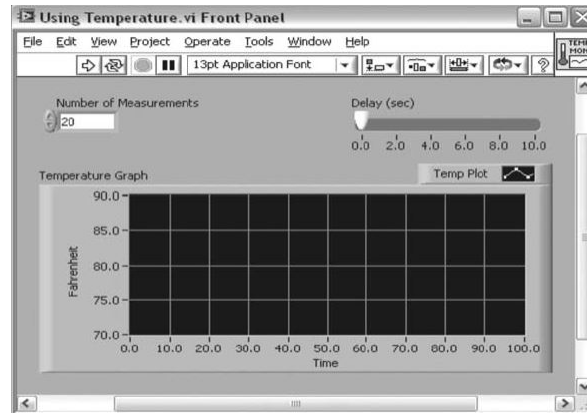 Using Temperature.vi Front Panel
File Edit View Project Operate Tools Window Help
13pt Application Font
TEMP
MON
Number of Measurements
20
Delay (sec)
0.0 2.0 4.0 6.0 8.0 10.0
Temperature Graph
Temp Plot
90.0
85.0
80.0
75.0
70.0
Fahrenheit
0.0 10.0 20.0 30.0 40.0 50.0 60.0 70.0 80.0 90.0 100.0
Time